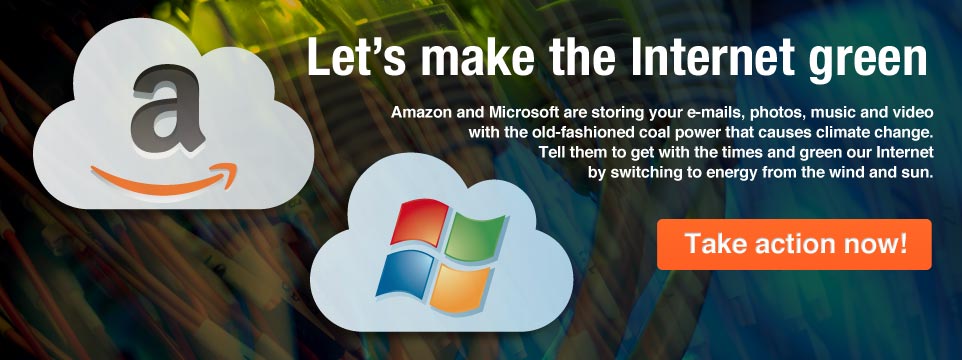 a
Let’s make the Internet green
Amazon and Microsoft are storing your e-mails, photos, music and video
with the old-fashioned coal power that causes climate change.
Tell them to get with the times and green our Internet
by switching to energy from the wind and sun.
Take action now!